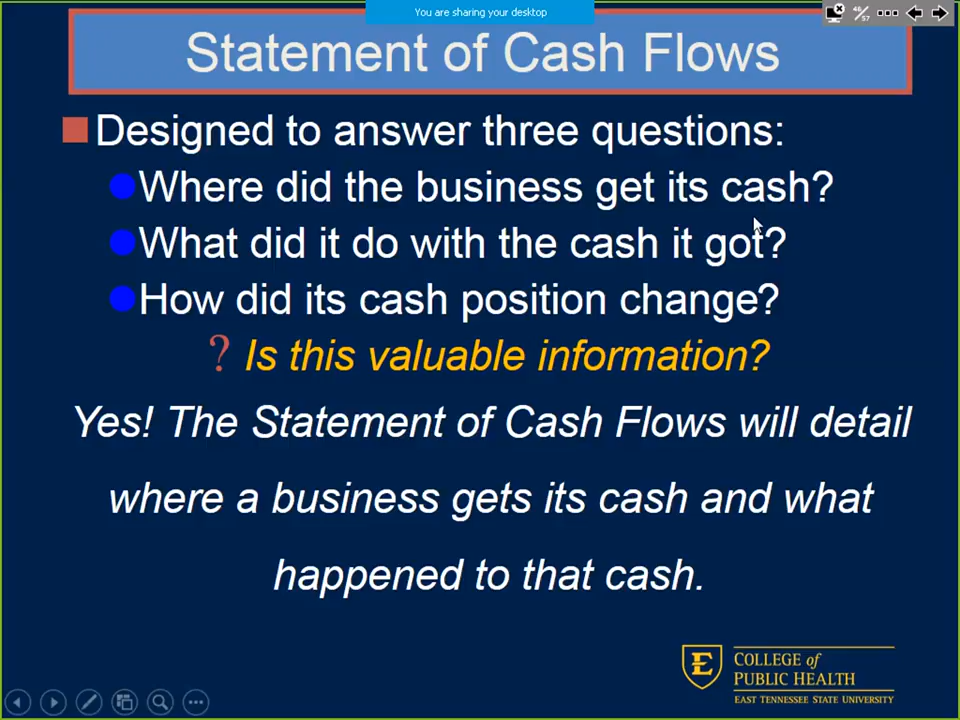 You are sharing your desktop
46/57
Statement of Cash Flows
Designed to answer three questions:
Where did the business get its cash?
What did it do with the cash it got?
How did its cash position change?
? Is this valuable information?
Yes! The Statement of Cash Flows will detail
where a business gets its cash and what
happened to that cash.
E
COLLEGE of
PUBLIC HEALTH
EAST TENNESSEE STATE UNIVERSITY